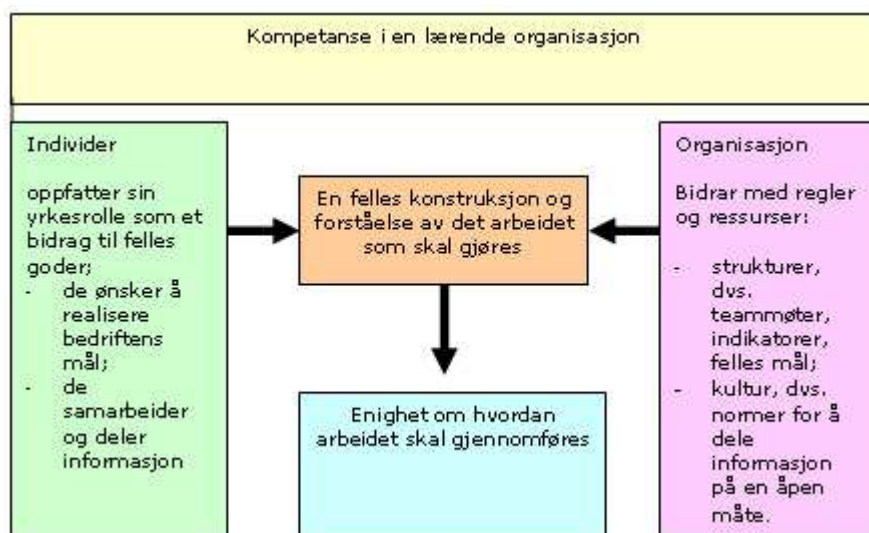 Kompetanse i en lærende organisasjon
Individer
oppfatter sin
yrkesrolle som et
bidrag til felles
goder;
- de ønsker å
realisere
bedriftens
mål;
- de
samarbeider
og deler
informasjon
En felles konstruksjon og
forståelse av det arbeidet
som skal gjøres
Enighet om hvordan
arbeidet skal gjennomføres
Organisasjon
Bidrar med regler
og ressurser:
- strukturer,
dvs.
teammøter,
indikatorer,
felles mål;
- kultur, dvs.
normer for å
dele
informasjon
på en åpen
måte.